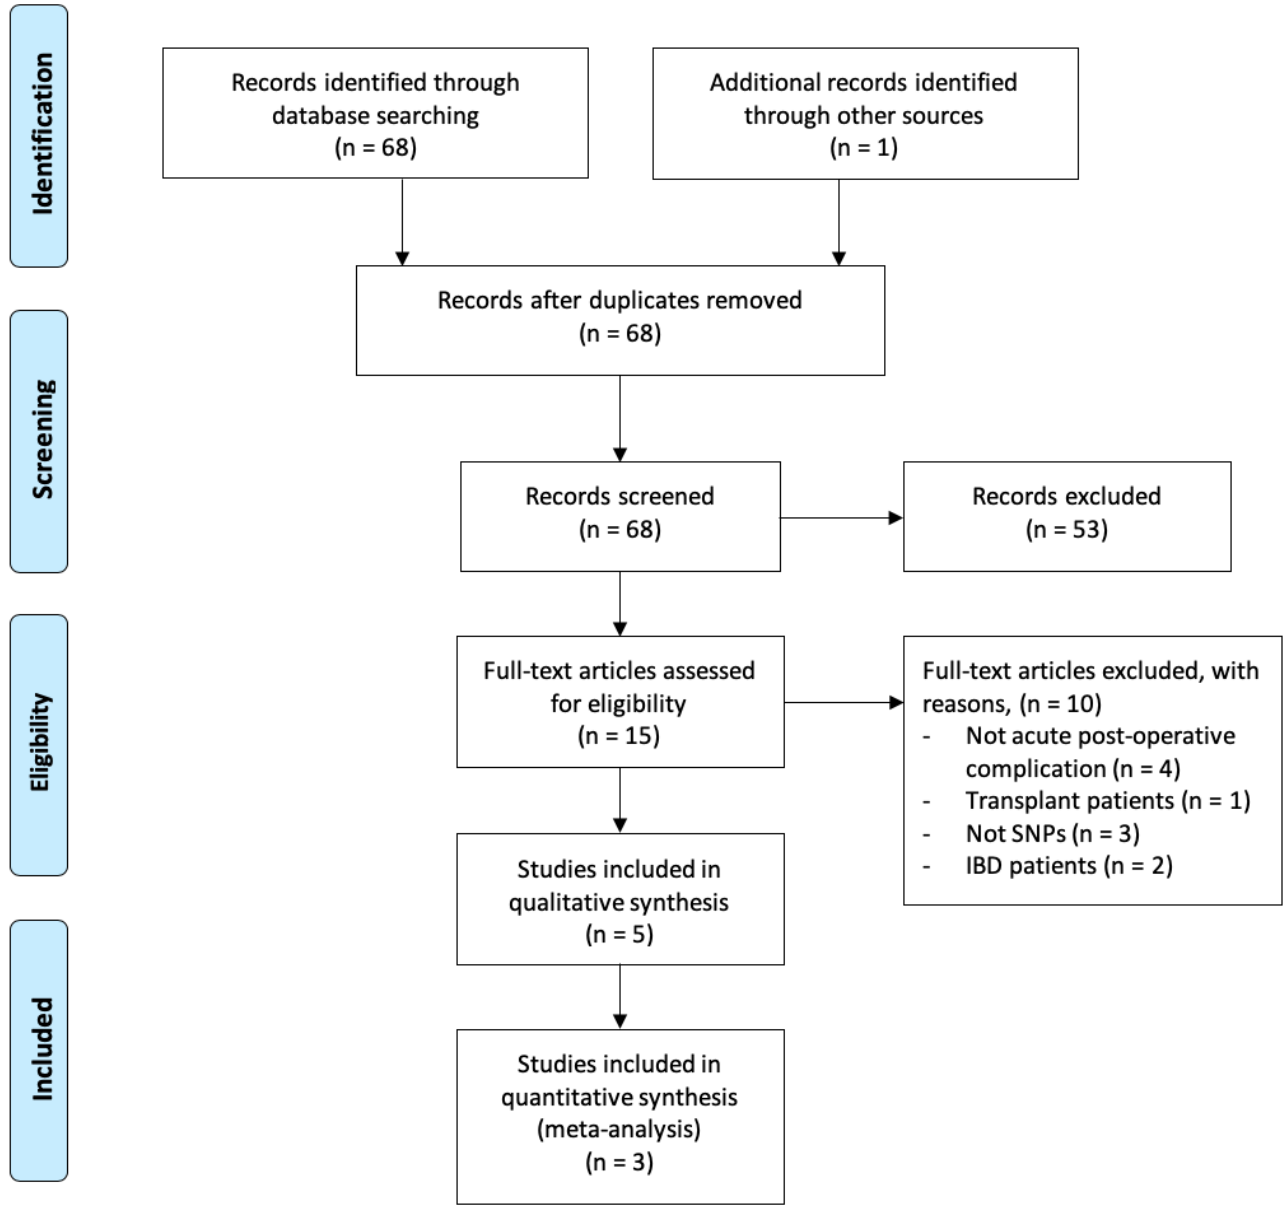 Identification
Records identified through
database searching
(n = 68)
Additional records identified
through other sources
(n = 1)
Records after duplicates removed
(n = 68)
Screening
Records screened
(n = 68)
Records excluded
(n = 53)
Eligibility
Full-text articles assessed
for eligibility
(n = 15)
Full-text articles excluded, with
reasons, (n = 10)
- Not acute post-operative
complication (n = 4)
- Transplant patients (n = 1)
- Not SNPs (n = 3)
- IBD patients (n = 2)
Studies included in
qualitative synthesis
(n = 5)
Included
Studies included in
quantitative synthesis
(meta-analysis)
(n = 3)